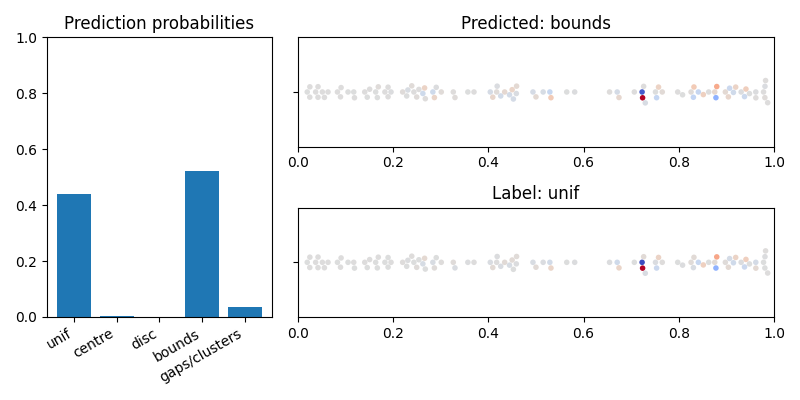 Prediction probabilities
1.0
0.8
0.6
0.4
0.2
0.0
unif
centre
disc
bounds
gaps/clusters
Predicted: bounds
0.0 0.2 0.4 0.6 0.8 1.0
Label: unif
0.0 0.2 0.4 0.6 0.8 1.0